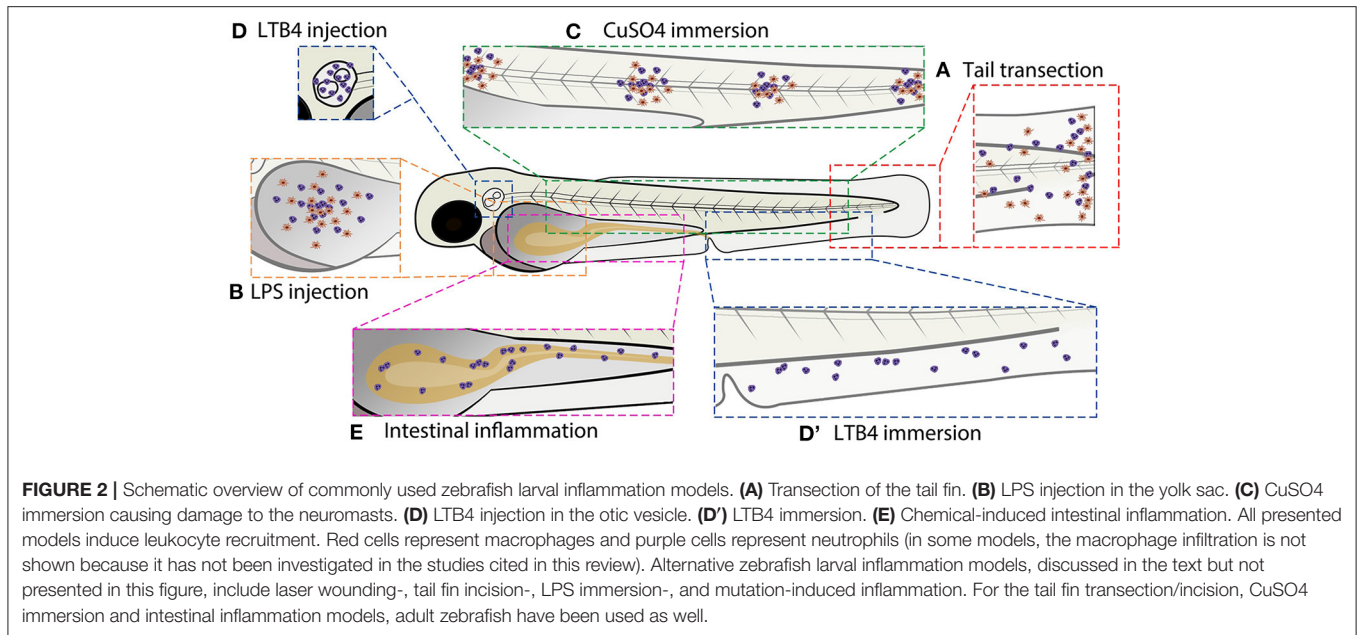 D LTB4 injection
C CuSO4 immersion
A Tail transection
B LPS injection
E Intestinal inflammation
D' LTB4 immersion
FIGURE 2 | Schematic overview of commonly used zebrafish larval inflammation models. (A) Transection of the tail fin. (B) LPS injection in the yolk sac. (C) CuSO4
immersion causing damage to the neuromasts. (D) LTB4 injection in the otic vesicle. (D′) LTB4 immersion. (E) Chemical-induced intestinal inflammation. All presented
models induce leukocyte recruitment. Red cells represent macrophages and purple cells represent neutrophils (in some models, the macrophage infiltration is not
shown because it has not been investigated in the studies cited in this review). Alternative zebrafish larval inflammation models, discussed in the text but not
presented in this figure, include laser wounding-, tail fin incision-, LPS immersion-, and mutation-induced inflammation. For the tail fin transection/incision, CuSO4
immersion and intestinal inflammation models, adult zebrafish have been used as well.